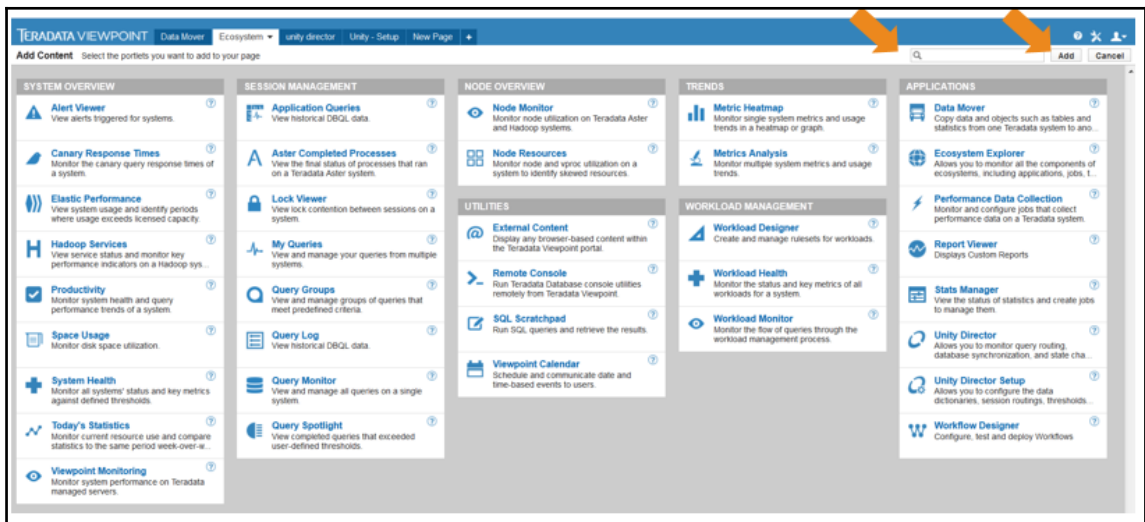 TERADATA VIEWPOINT Data Mover Ecosystem unity director Unity - Setup New Page +
Add Content Select the portlets you want to add to your page Add Cancel
SYSTEM OVERVIEW
Alert Viewer
View alerts triggered for systems.
Canary Response Times
Monitor the canary query response times of
a system.
Elastic Performance
View system usage and identify periods
where usage exceeds licensed capacity.
Hadoop Services
View service status and monitor key
performance indicators on a Hadoop sys...
Productivity
Monitor system health and query
performance trends of a system.
Space Usage
Monitor disk space utilization.
System Health
Monitor all systems' status and key metrics
against defined thresholds.
Today's Statistics
Monitor current resource use and compare
statistics to the same period week-over-w...
Viewpoint Monitoring
Monitor system performance on Teradata
managed servers.
SESSION MANAGEMENT
Application Queries
View historical DBQL data.
Aster Completed Processes
View the final status of processes that ran
on a Teradata Aster system.
Lock Viewer
View lock contention between sessions on a
system.
My Queries
View and manage your queries from multiple
systems.
Query Groups
View and manage groups of queries that
meet predefined criteria.
Query Log
View historical DBQL data.
Query Monitor
View and manage all queries on a single
system.
Query Spotlight
View completed queries that exceeded
user-defined thresholds.
NODE OVERVIEW
Node Monitor
Monitor node utilization on Teradata Aster
and Hadoop systems.
Node Resources
Monitor node and vproc utilization on a
system to identify skewed resources.
UTILITIES
External Content
Display any browser-based content within
the Teradata Viewpoint portal.
Remote Console
Run Teradata Database console utilities
remotely from Teradata Viewpoint.
SQL Scratchpad
Run SQL queries and retrieve the results.
Viewpoint Calendar
Schedule and communicate date and
time-based events to users.
TRENDS
Metric Heatmap
Monitor single system metrics and usage
trends in a heatmap or graph.
Metrics Analysis
Monitor multiple system metrics and usage
trends.
WORKLOAD MANAGEMENT
Workload Designer
Create and manage rulesets for workloads.
Workload Health
Monitor the status and key metrics of all
workloads for a system.
Workload Monitor
Monitor the flow of queries through the
workload management process.
APPLICATIONS
Data Mover
Copy data and objects such as tables and
statistics from one Teradata system to ano...
Ecosystem Explorer
Allows you to monitor all the components of
ecosystems, including applications, jobs, t...
Performance Data Collection
Monitor and configure jobs that collect
performance data on a Teradata system.
Report Viewer
Displays Custom Reports
Stats Manager
View the status of statistics and create jobs
to manage them.
Unity Director
Allows you to monitor query routing,
database synchronization, and state cha...
Unity Director Setup
Allows you to configure the data
dictionaries, session routings, thresholds...
Workflow Designer
Configure, test and deploy Workflows